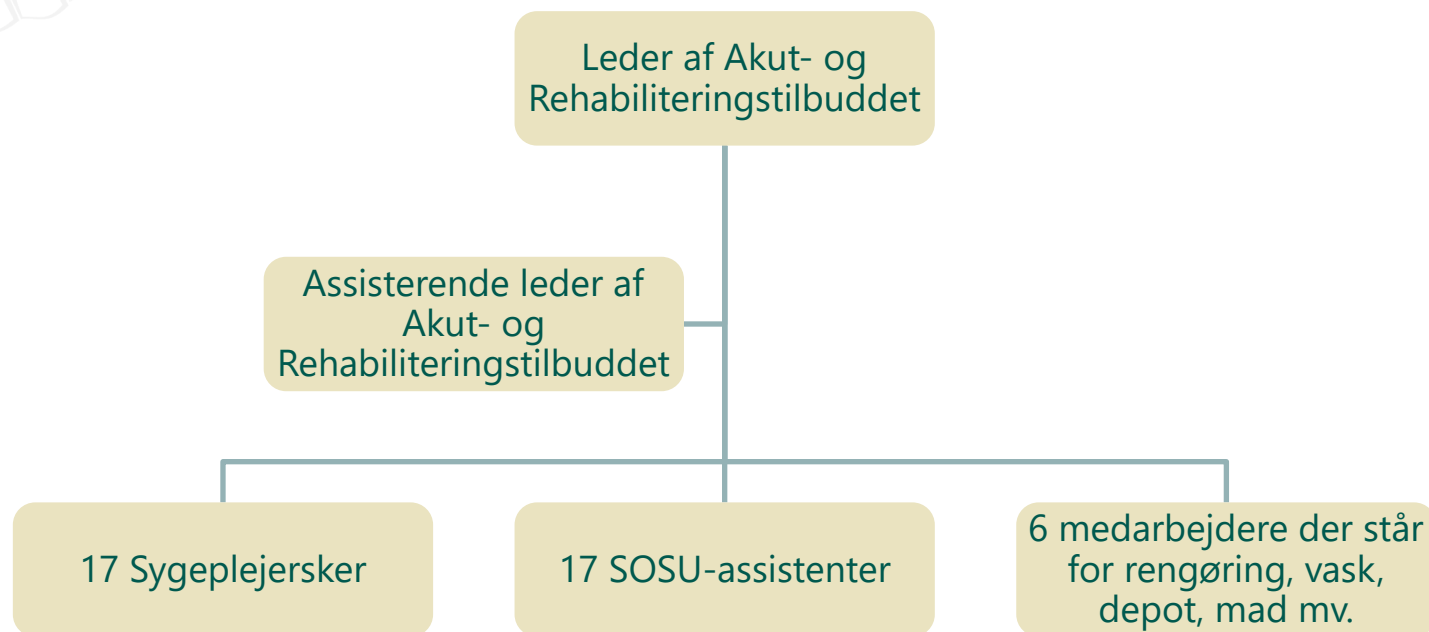 Leder af Akut- og
Rehabiliteringstilbuddet
Assisterende leder af
Akut- og
Rehabiliteringstilbuddet
17 Sygeplejersker
17 SOSU-assistenter
6 medarbejdere der står
for rengøring, vask,
depot, mad mv.